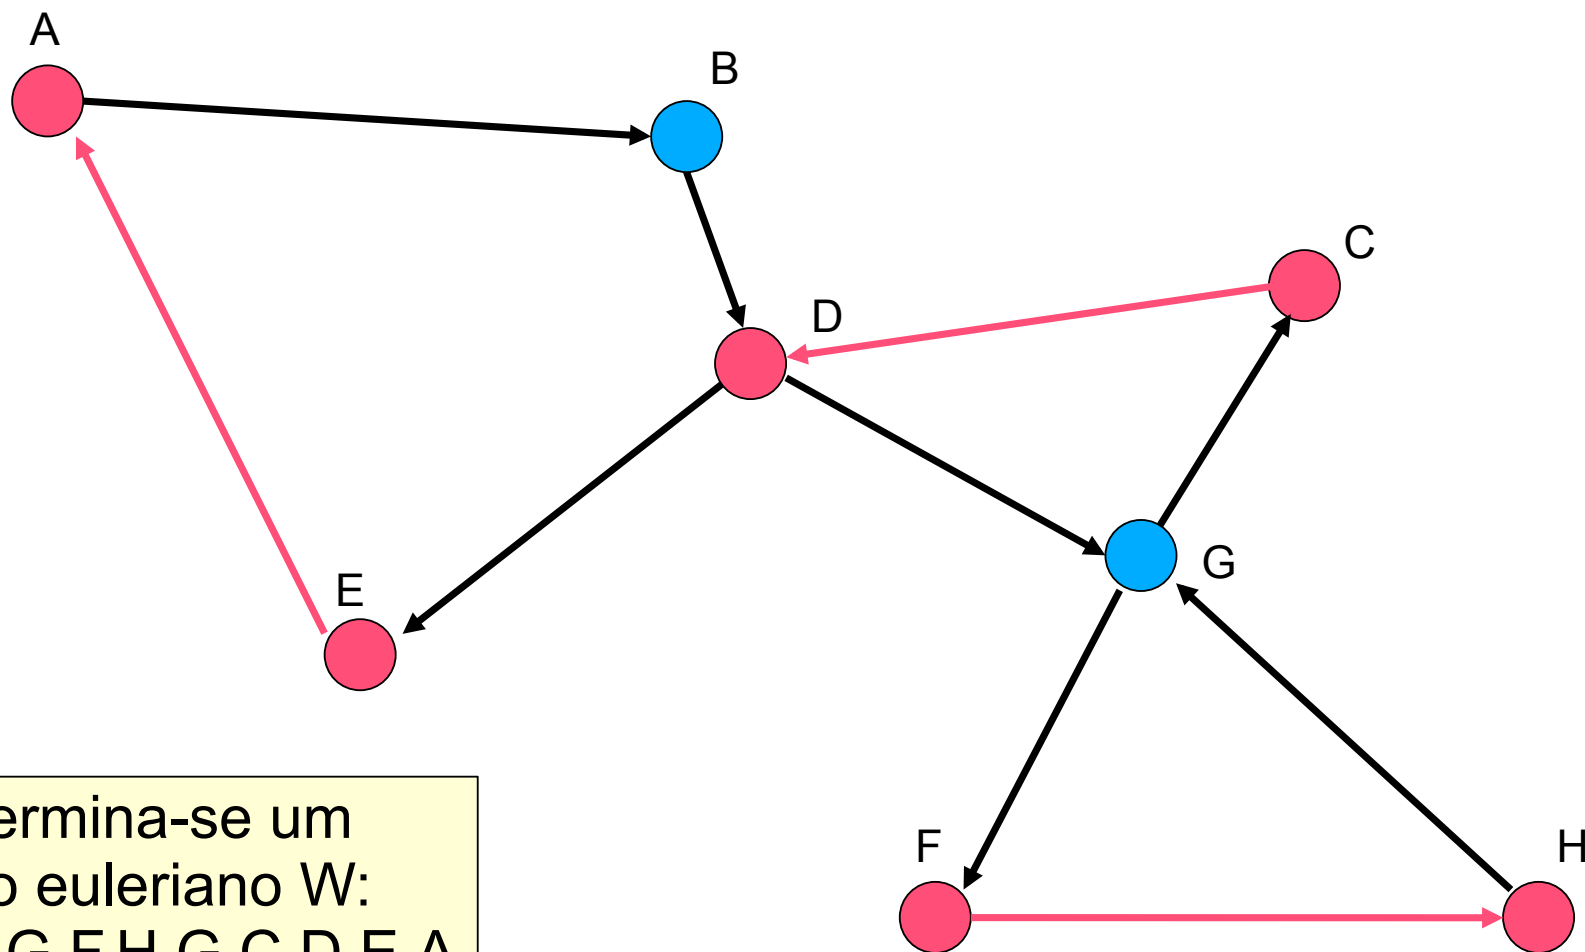 A
B
C
D
E
G
F
H
ermina-se um
o euleriano W:
G F H G C D E A